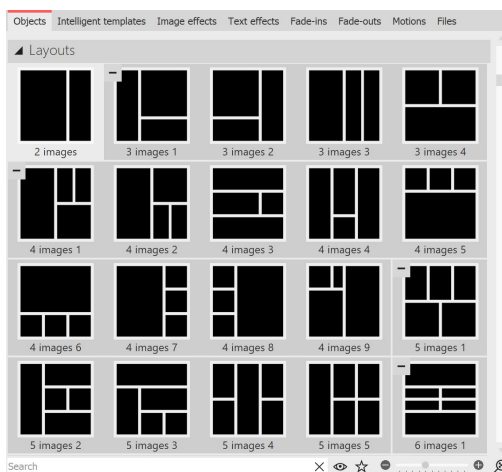 Objects Intelligent templates Image effects Text effects Fade-ins Fade-outs Motions Files
Layouts
2 images 3 images 1 3 images 2 3 images 3 3 images 4
4 images 1 4 images 2 4 images 3 4 images 4 4 images 5
4 images 6 4 images 7 4 images 8 4 images 9 5 images 1
5 images 2 5 images 3 5 images 4 5 images 5 6 images 1
Search